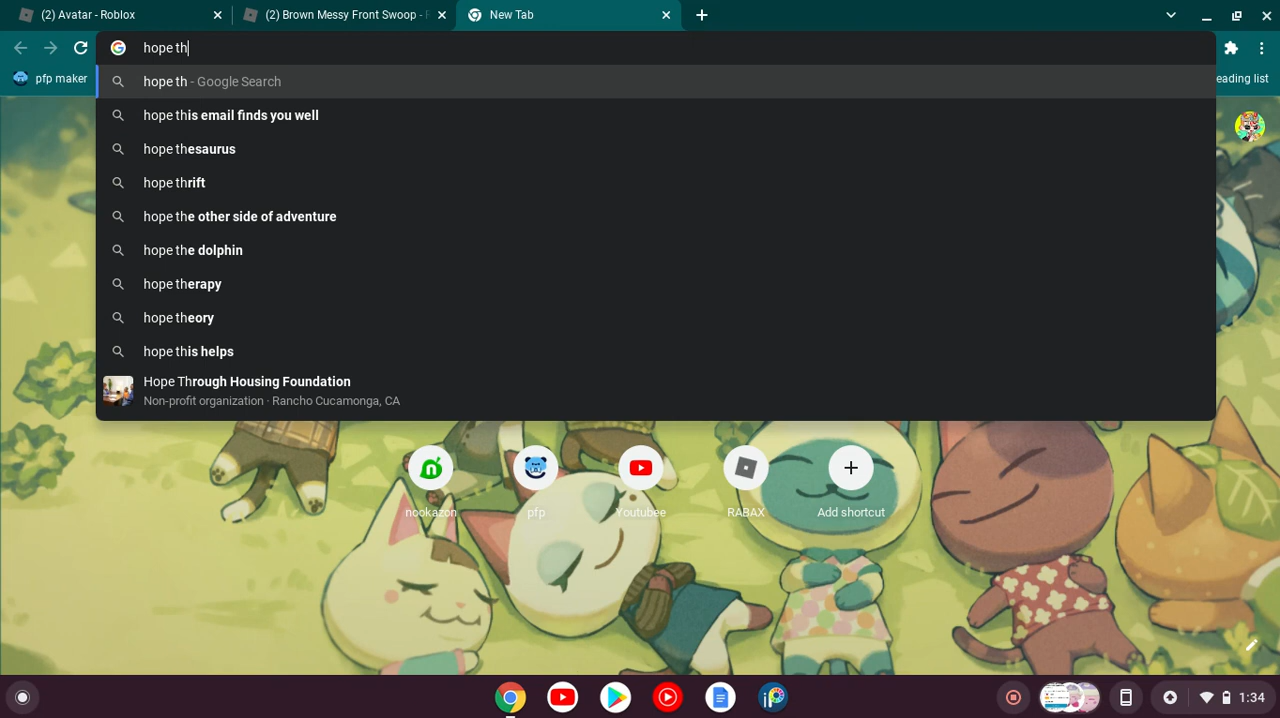 (2) Avatar - Roblox
(2) Brown Messy Front Swoop - 
New Tab
hope th
pfp maker
eading list
hope th - Google Search
hope this email finds you well
hope thesaurus
hope thrift
hope the other side of adventure
hope the dolphin
hope therapy
hope theory
hope this helps
Hope Through Housing Foundation
Non-profit organization · Rancho Cucamonga, CA
nookazon
pfp
Youtubee
RABAX
Add shortcut
1:34